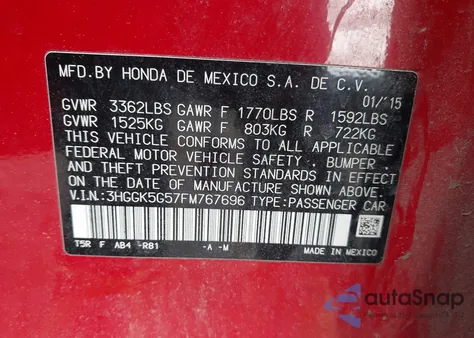 MFD.BY HONDA DE MEXICO S.A. DE C.V.
01/15
GVWR 3362LBS GAWR F 1770LBS R 1592LBS
GVWR 1525KG GAWR F 803KG R 722KG
THIS VEHICLE CONFORMS TO ALL APPLICABLE
FEDERAL MOTOR VEHICLE SAFETY , BUMPER ,
AND THEFT PREVENTION STANDARDS IN EFFECT
ON THE DATE OF MANUFACTURE SHOWN ABOVE.
V.I.N.:3HGGK5G57FM767696 TYPE:PASSENGER CAR
T5R F AB4 -R81 -A -M
MADE IN MEXICO
autoSnap